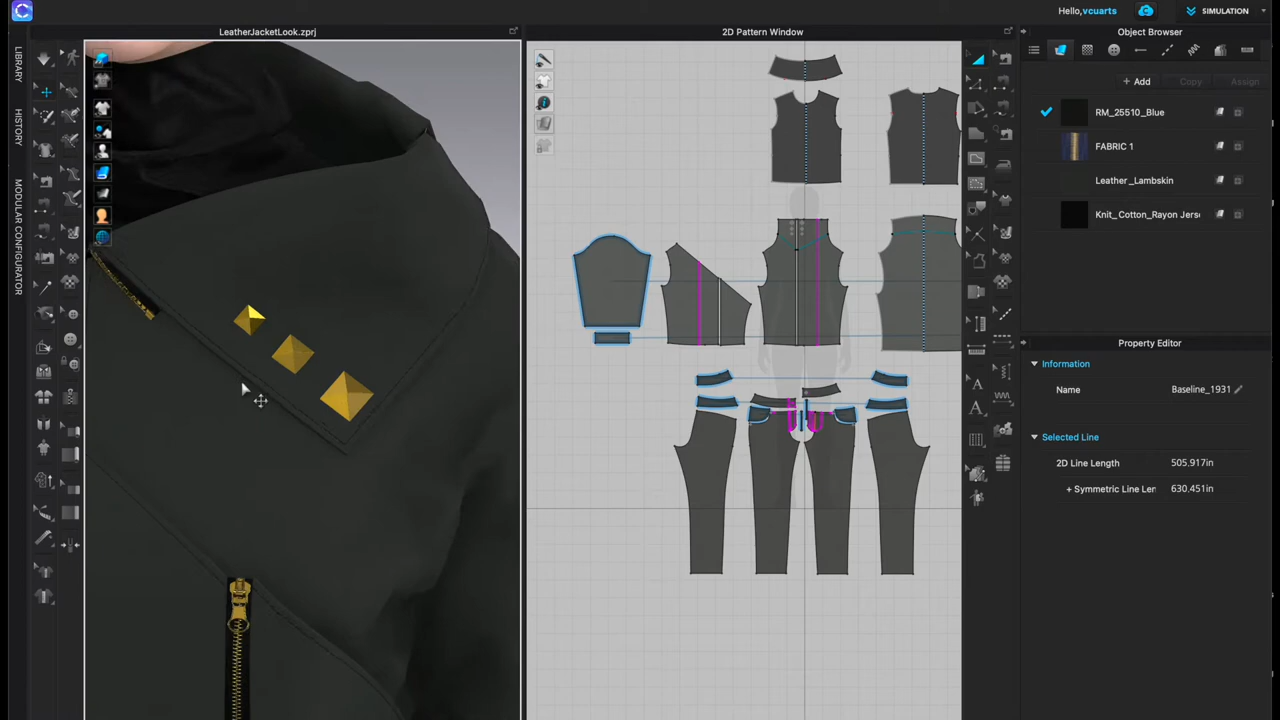 Hello, vcuarts
SIMULATION
LeatherJacketLook.zprj
2D Pattern Window
Object Browser
LIBRARY
HISTORY
MODULAR CONFIGURATOR
+ Add
Copy
Assign
RM_25510_Blue
FABRIC 1
Leather _Lambskin
Knit_Cotton_Rayon Jerse
Property Editor
Information
Name
Baseline_1931
Selected Line
2D Line Length
505.917in
+ Symmetric Line Len
630.451in